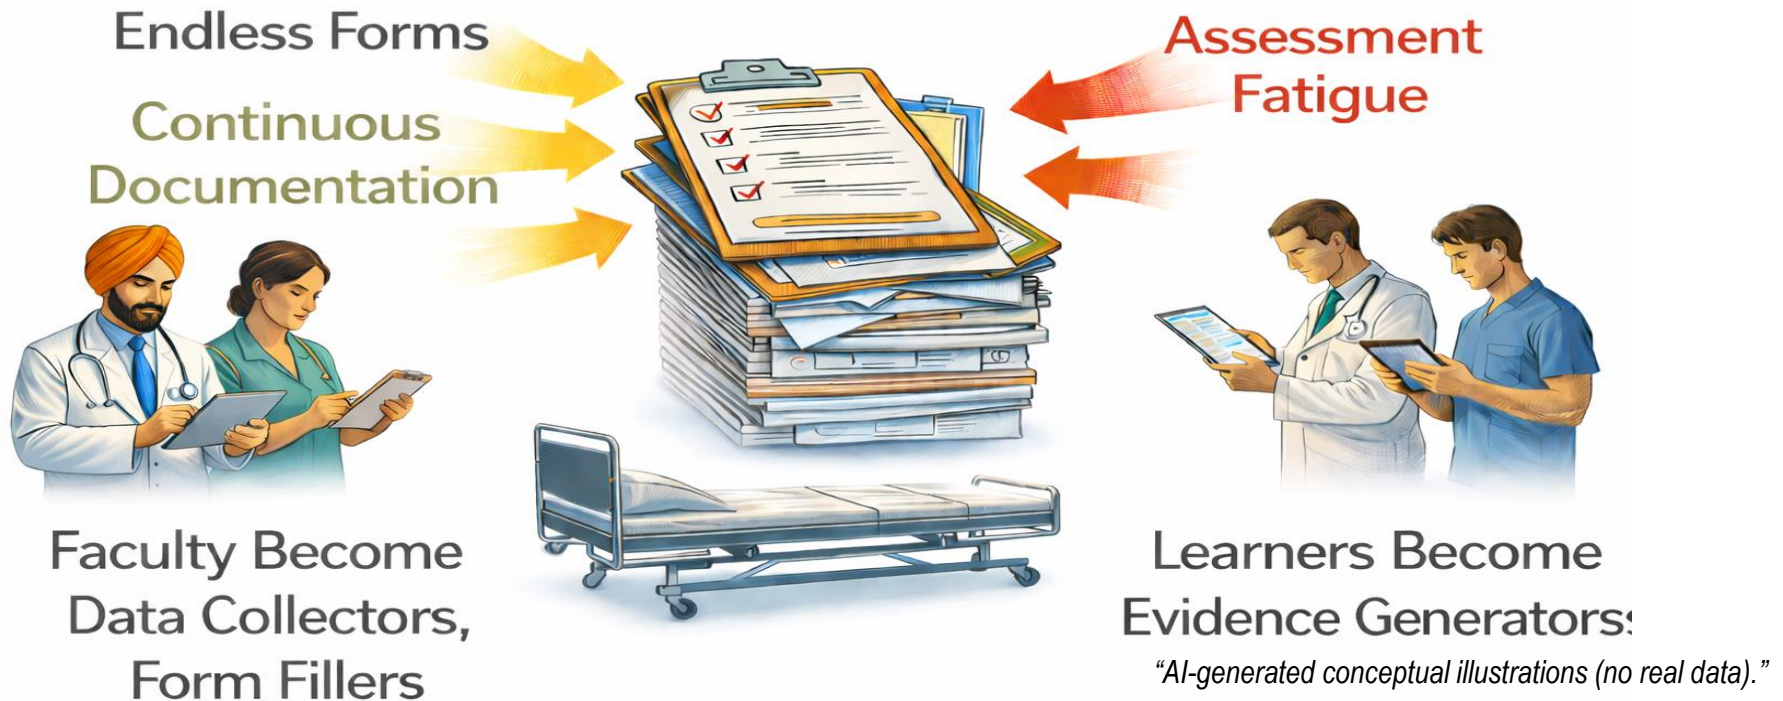 Endless Forms
Continuous
Documentation
Assessment
Fatigue
Faculty Become
Data Collectors,
Form Fillers
Learners Become
Evidence Generatorss
“AI-generated conceptual illustrations (no real data).”